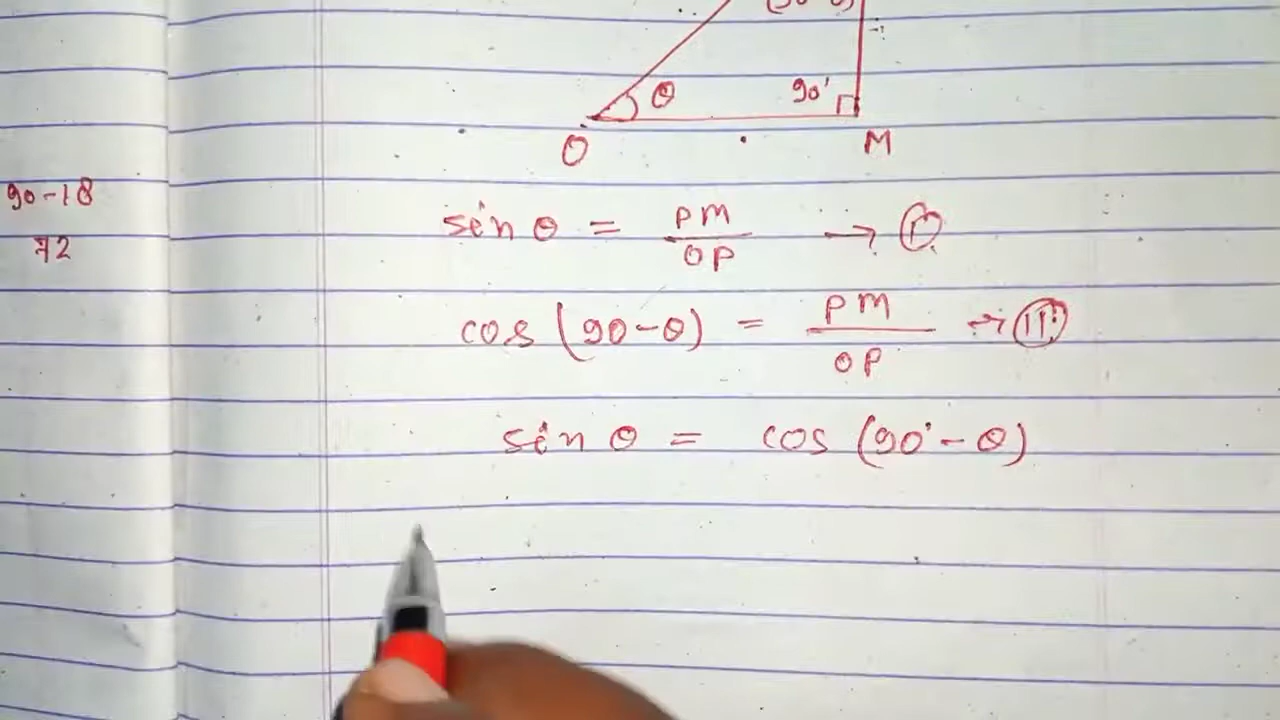 θ 90°
O M
90-18
72
sin θ = PM/OP → (i)
cos (90-θ) = PM/OP → (ii)
sin θ = cos (90°-θ)